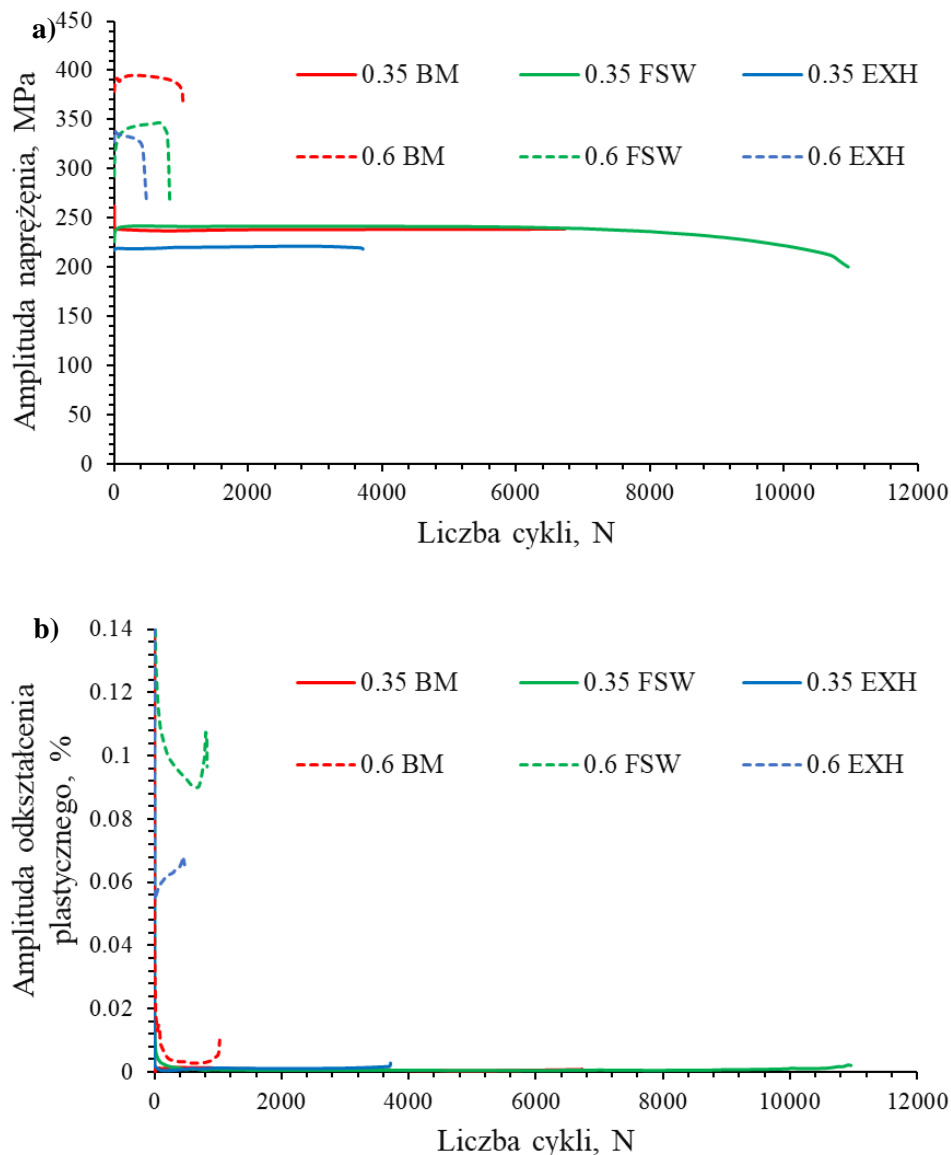 a)
450
400
350
300
250
200
150
100
50
0
Amplituda naprężęnia, MPa
0.35 BM 0.35 FSW 0.35 EXH
0.6 BM 0.6 FSW 0.6 EXH
0 2000 4000 6000 8000 10000 12000
Liczba cykli, N
b)
0.14
0.12
0.1
0.08
0.06
0.04
0.02
0
Amplituda odkształcenia
plastycznego, %
0.35 BM 0.35 FSW 0.35 EXH
0.6 BM 0.6 FSW 0.6 EXH
0 2000 4000 6000 8000 10000 12000
Liczba cykli, N